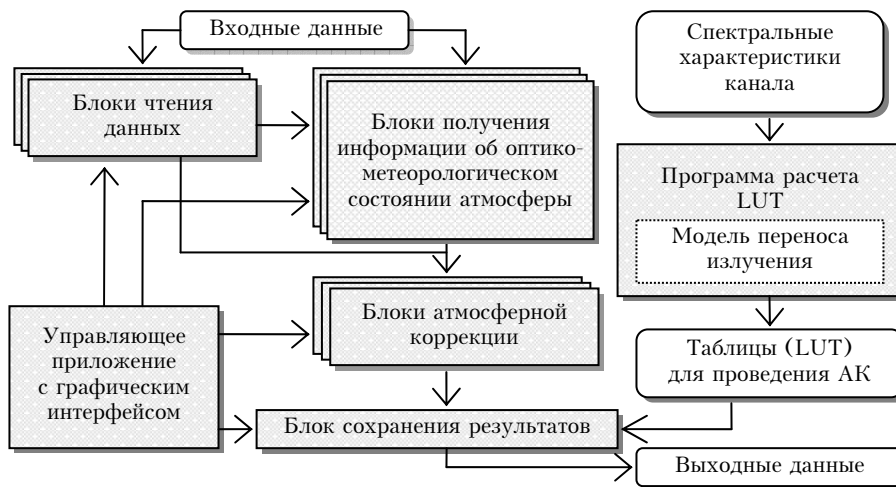 Входные данные
Блоки чтения
данных
Блоки получения
информации об оптико-
метеорологическом
состоянии атмосферы
Спектральные
характеристики
канала
Программа расчета
LUT
Модель переноса
излучения
Управляющее
приложение
с графическим
интерфейсом
Блоки атмосферной
коррекции
Таблицы (LUT)
для проведения АК
Блок сохранения результатов
Выходные данные